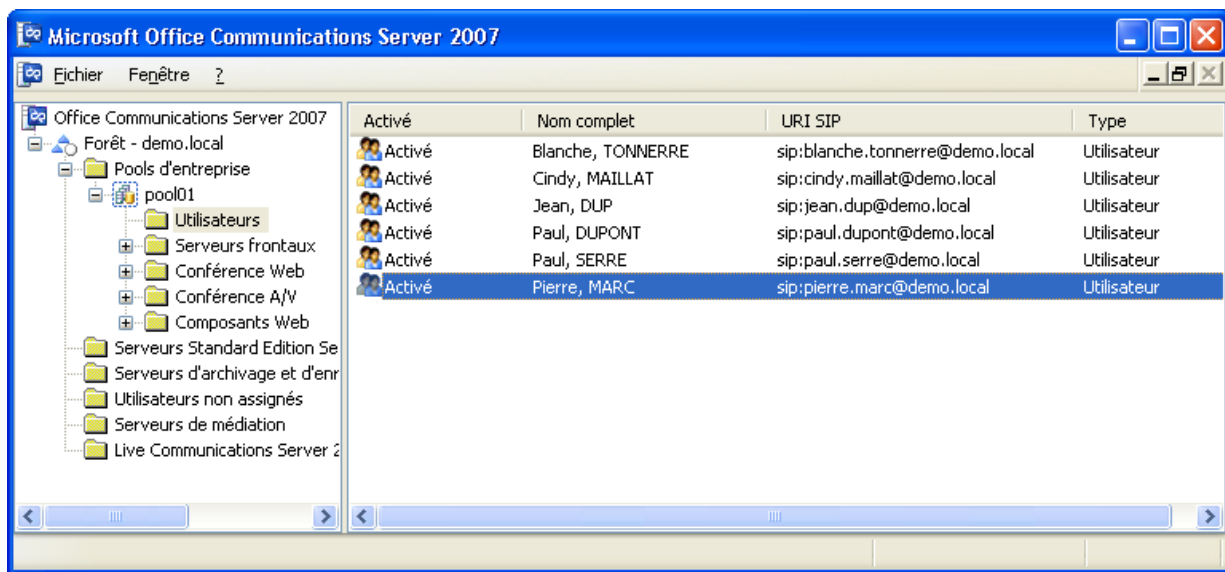 Microsoft Office Communications Server 2007
Fichier Fenêtre ?
Office Communications Server 2007
Forêt - demo.local
Pools d'entreprise
pool01
Utilisateurs
Serveurs frontaux
Conférence Web
Conférence A/V
Composants Web
Serveurs Standard Edition Se
Serveurs d'archivage et d'enr
Utilisateurs non assignés
Serveurs de médiation
Live Communications Server 2
Activé Nom complet URI SIP Type
Activé Blanche, TONNERRE sip:blanche.tonnerre@demo.local Utilisateur
Activé Cindy, MAILLAT sip:cindy.maillat@demo.local Utilisateur
Activé Jean, DUP sip:jean.dup@demo.local Utilisateur
Activé Paul, DUPONT sip:paul.dupont@demo.local Utilisateur
Activé Paul, SERRE sip:paul.serre@demo.local Utilisateur
Activé Pierre, MARC sip:pierre.marc@demo.local Utilisateur